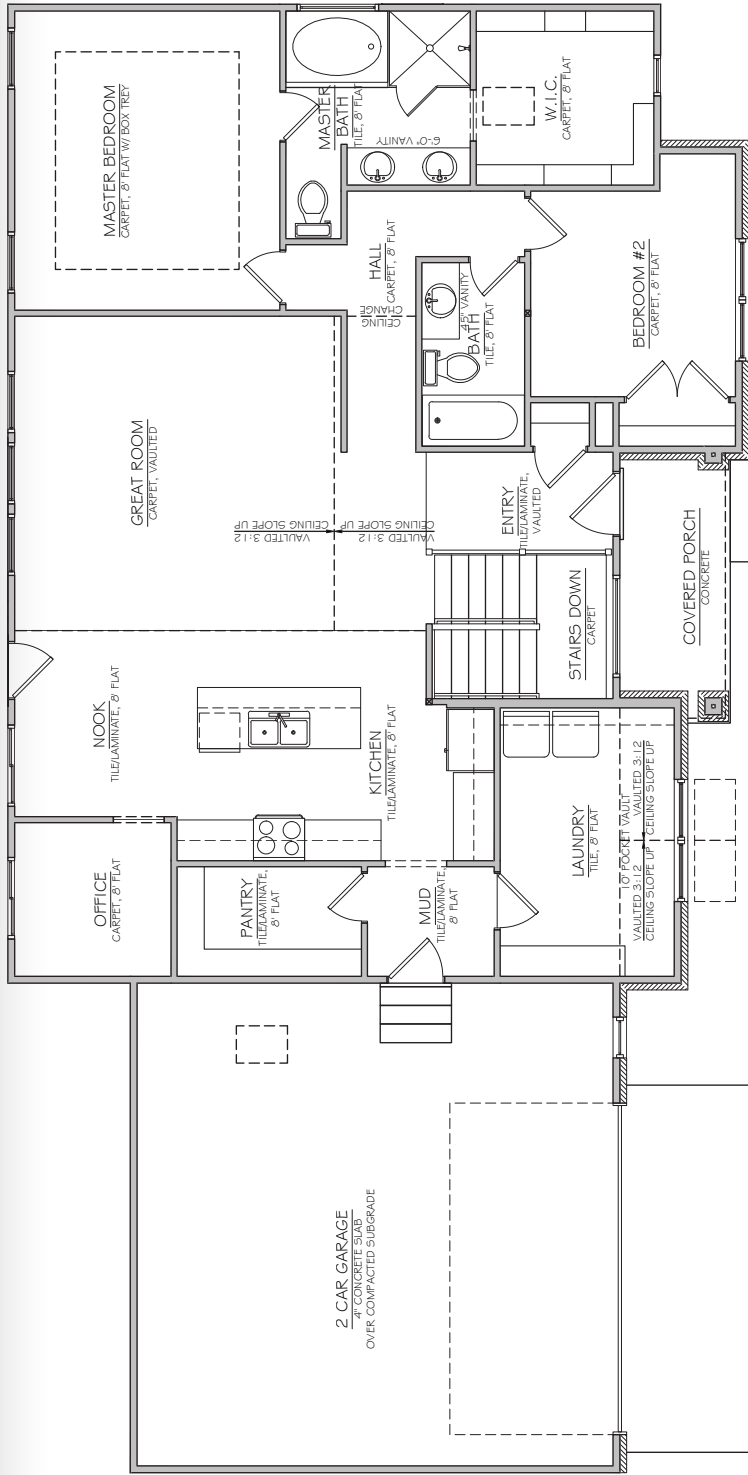 MASTER BEDROOM
CARPET, 8' FLAT W/ BOX TREY
MASTER
BATH
TILE, 8' FLAT
6'-0" VANITY
W.I.C.
CARPET, 8' FLAT
HALL
CARPET, 8' FLAT
CEILING
CHANGE
45" VANITY
BATH
TILE, 8' FLAT
BEDROOM #2
CARPET, 8' FLAT
GREAT ROOM
CARPET, VAULTED
VAULTED 3:12
CEILING SLOPE UP
VAULTED 3:12
CEILING SLOPE UP
ENTRY
TILE/LAMINATE,
VAULTED
COVERED PORCH
CONCRETE
STAIRS DOWN
CARPET
NOOK
TILE/LAMINATE, 8' FLAT
KITCHEN
TILE/LAMINATE, 8' FLAT
OFFICE
CARPET, 8' FLAT
PANTRY
TILE/LAMINATE,
8' FLAT
MUD
TILE/LAMINATE,
8' FLAT
LAUNDRY
TILE, 8' FLAT
10' POCKET VAULT
VAULTED 3:12
CEILING SLOPE UP
VAULTED 3:12
CEILING SLOPE UP
2 CAR GARAGE
4" CONCRETE SLAB
OVER COMPACTED SUBGRADE